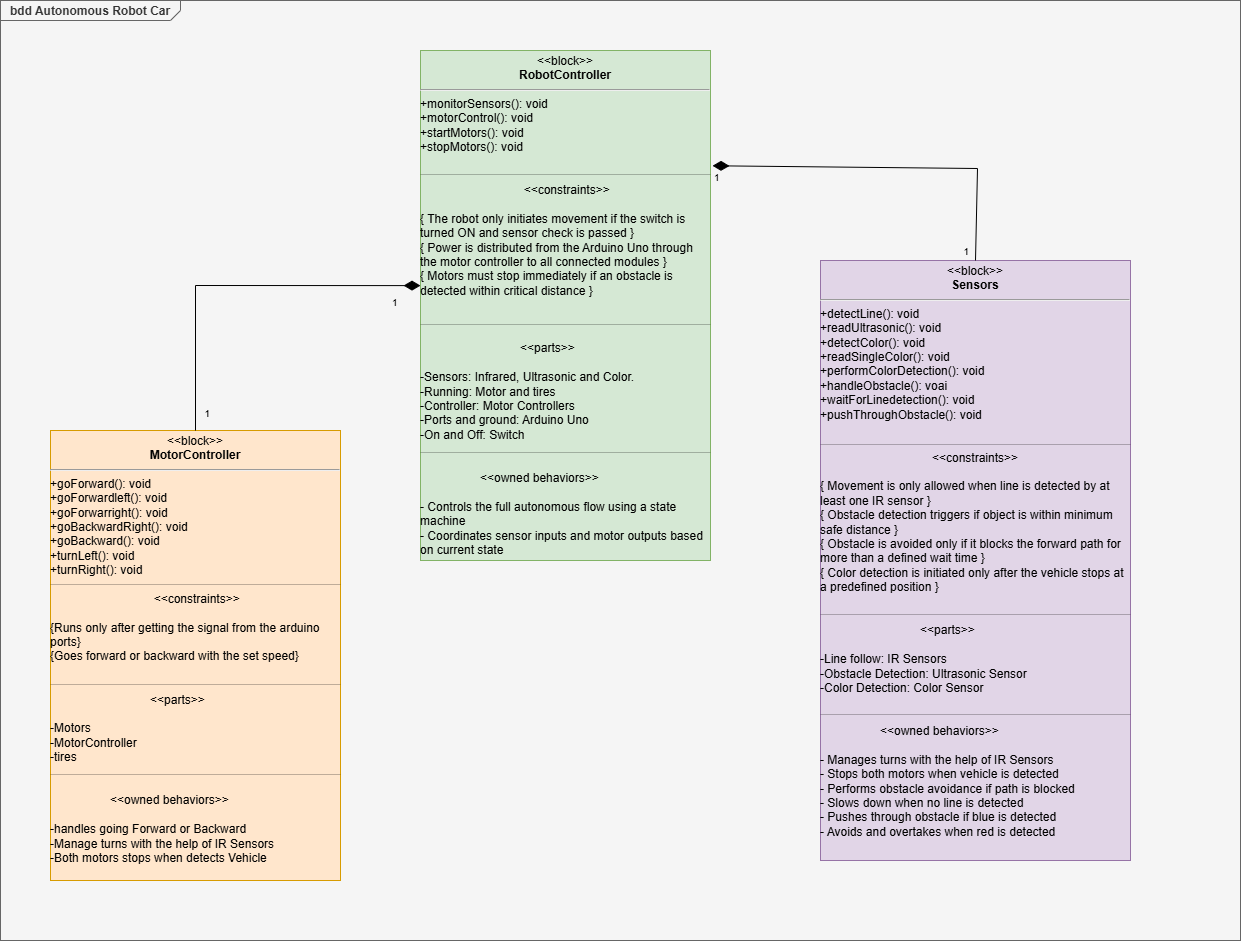 bdd Autonomous Robot Car
<<block>>
RobotController
+monitorSensors(): void
+motorControl(): void
+startMotors(): void
+stopMotors(): void
<<constraints>>
{ The robot only initiates movement if the switch is
turned ON and sensor check is passed }
{ Power is distributed from the Arduino Uno through
the motor controller to all connected modules }
{ Motors must stop immediately if an obstacle is
detected within critical distance }
<<parts>>
-Sensors: Infrared, Ultrasonic and Color.
-Running: Motor and tires
-Controller: Motor Controllers
-Ports and ground: Arduino Uno
-On and Off: Switch
<<owned behaviors>>
- Controls the full autonomous flow using a state
machine
- Coordinates sensor inputs and motor outputs based
on current state
1
1
1
1
<<block>>
MotorController
+goForward(): void
+goForwardleft(): void
+goForwarright(): void
+goBackwardRight(): void
+goBackward(): void
+turnLeft(): void
+turnRight(): void
<<constraints>>
{Runs only after getting the signal from the arduino
ports}
{Goes forward or backward with the set speed}
<<parts>>
-Motors
-MotorController
-tires
<<owned behaviors>>
-handles going Forward or Backward
-Manage turns with the help of IR Sensors
-Both motors stops when detects Vehicle
<<block>>
Sensors
+detectLine(): void
+readUltrasonic(): void
+detectColor(): void
+readSingleColor(): void
+performColorDetection(): void
+handleObstacle(): voai
+waitForLinedetection(): void
+pushThroughObstacle(): void
<<constraints>>
{ Movement is only allowed when line is detected by at
least one IR sensor }
{ Obstacle detection triggers if object is within minimum
safe distance }
{ Obstacle is avoided only if it blocks the forward path for
more than a defined wait time }
{ Color detection is initiated only after the vehicle stops at
a predefined position }
<<parts>>
-Line follow: IR Sensors
-Obstacle Detection: Ultrasonic Sensor
-Color Detection: Color Sensor
<<owned behaviors>>
- Manages turns with the help of IR Sensors
- Stops both motors when vehicle is detected
- Performs obstacle avoidance if path is blocked
- Slows down when no line is detected
- Pushes through obstacle if blue is detected
- Avoids and overtakes when red is detected